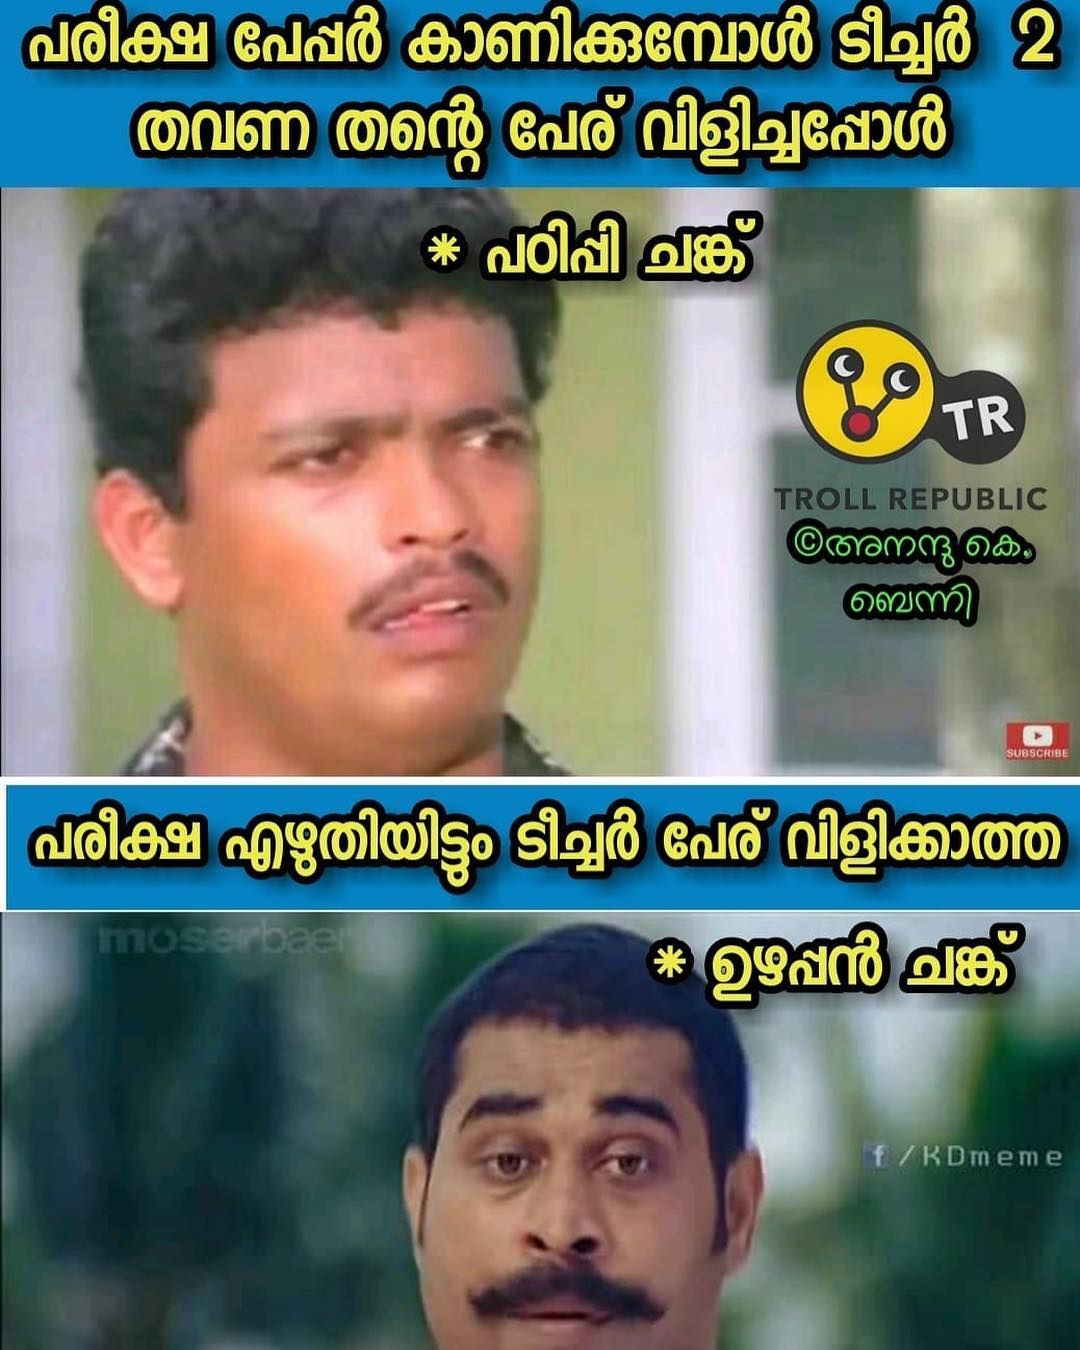 പരീക്ഷ പേപ്പർ കാണിക്കുമ്പോൾ ടീച്ചർ 2
തവണ തന്റെ പേര് വിളിച്ചപ്പോൾ
* പഠിപ്പി ചങ്ക്
TR
TROLL REPUBLIC
©അനന്ദു കെ.
ബെന്നി
SUBSCRIBE
പരീക്ഷ എഴുതിയിട്ടും ടീച്ചർ പേര് വിളിക്കാത്ത
moserbaer
* ഉഴപ്പൻ ചങ്ക്
f /KDmeme